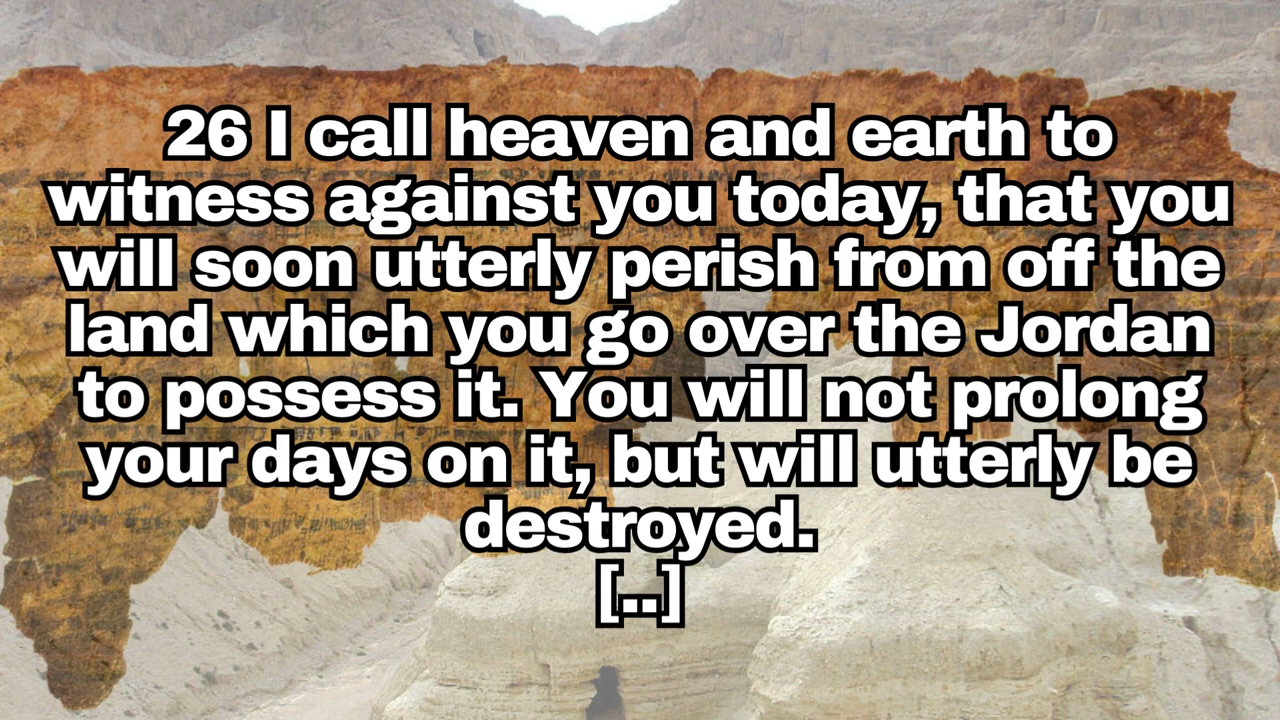 26 I call heaven and earth to
witness against you today, that you
will soon utterly perish from off the
land which you go over the Jordan
to possess it. You will not prolong
your days on it, but will utterly be
destroyed.
[..]